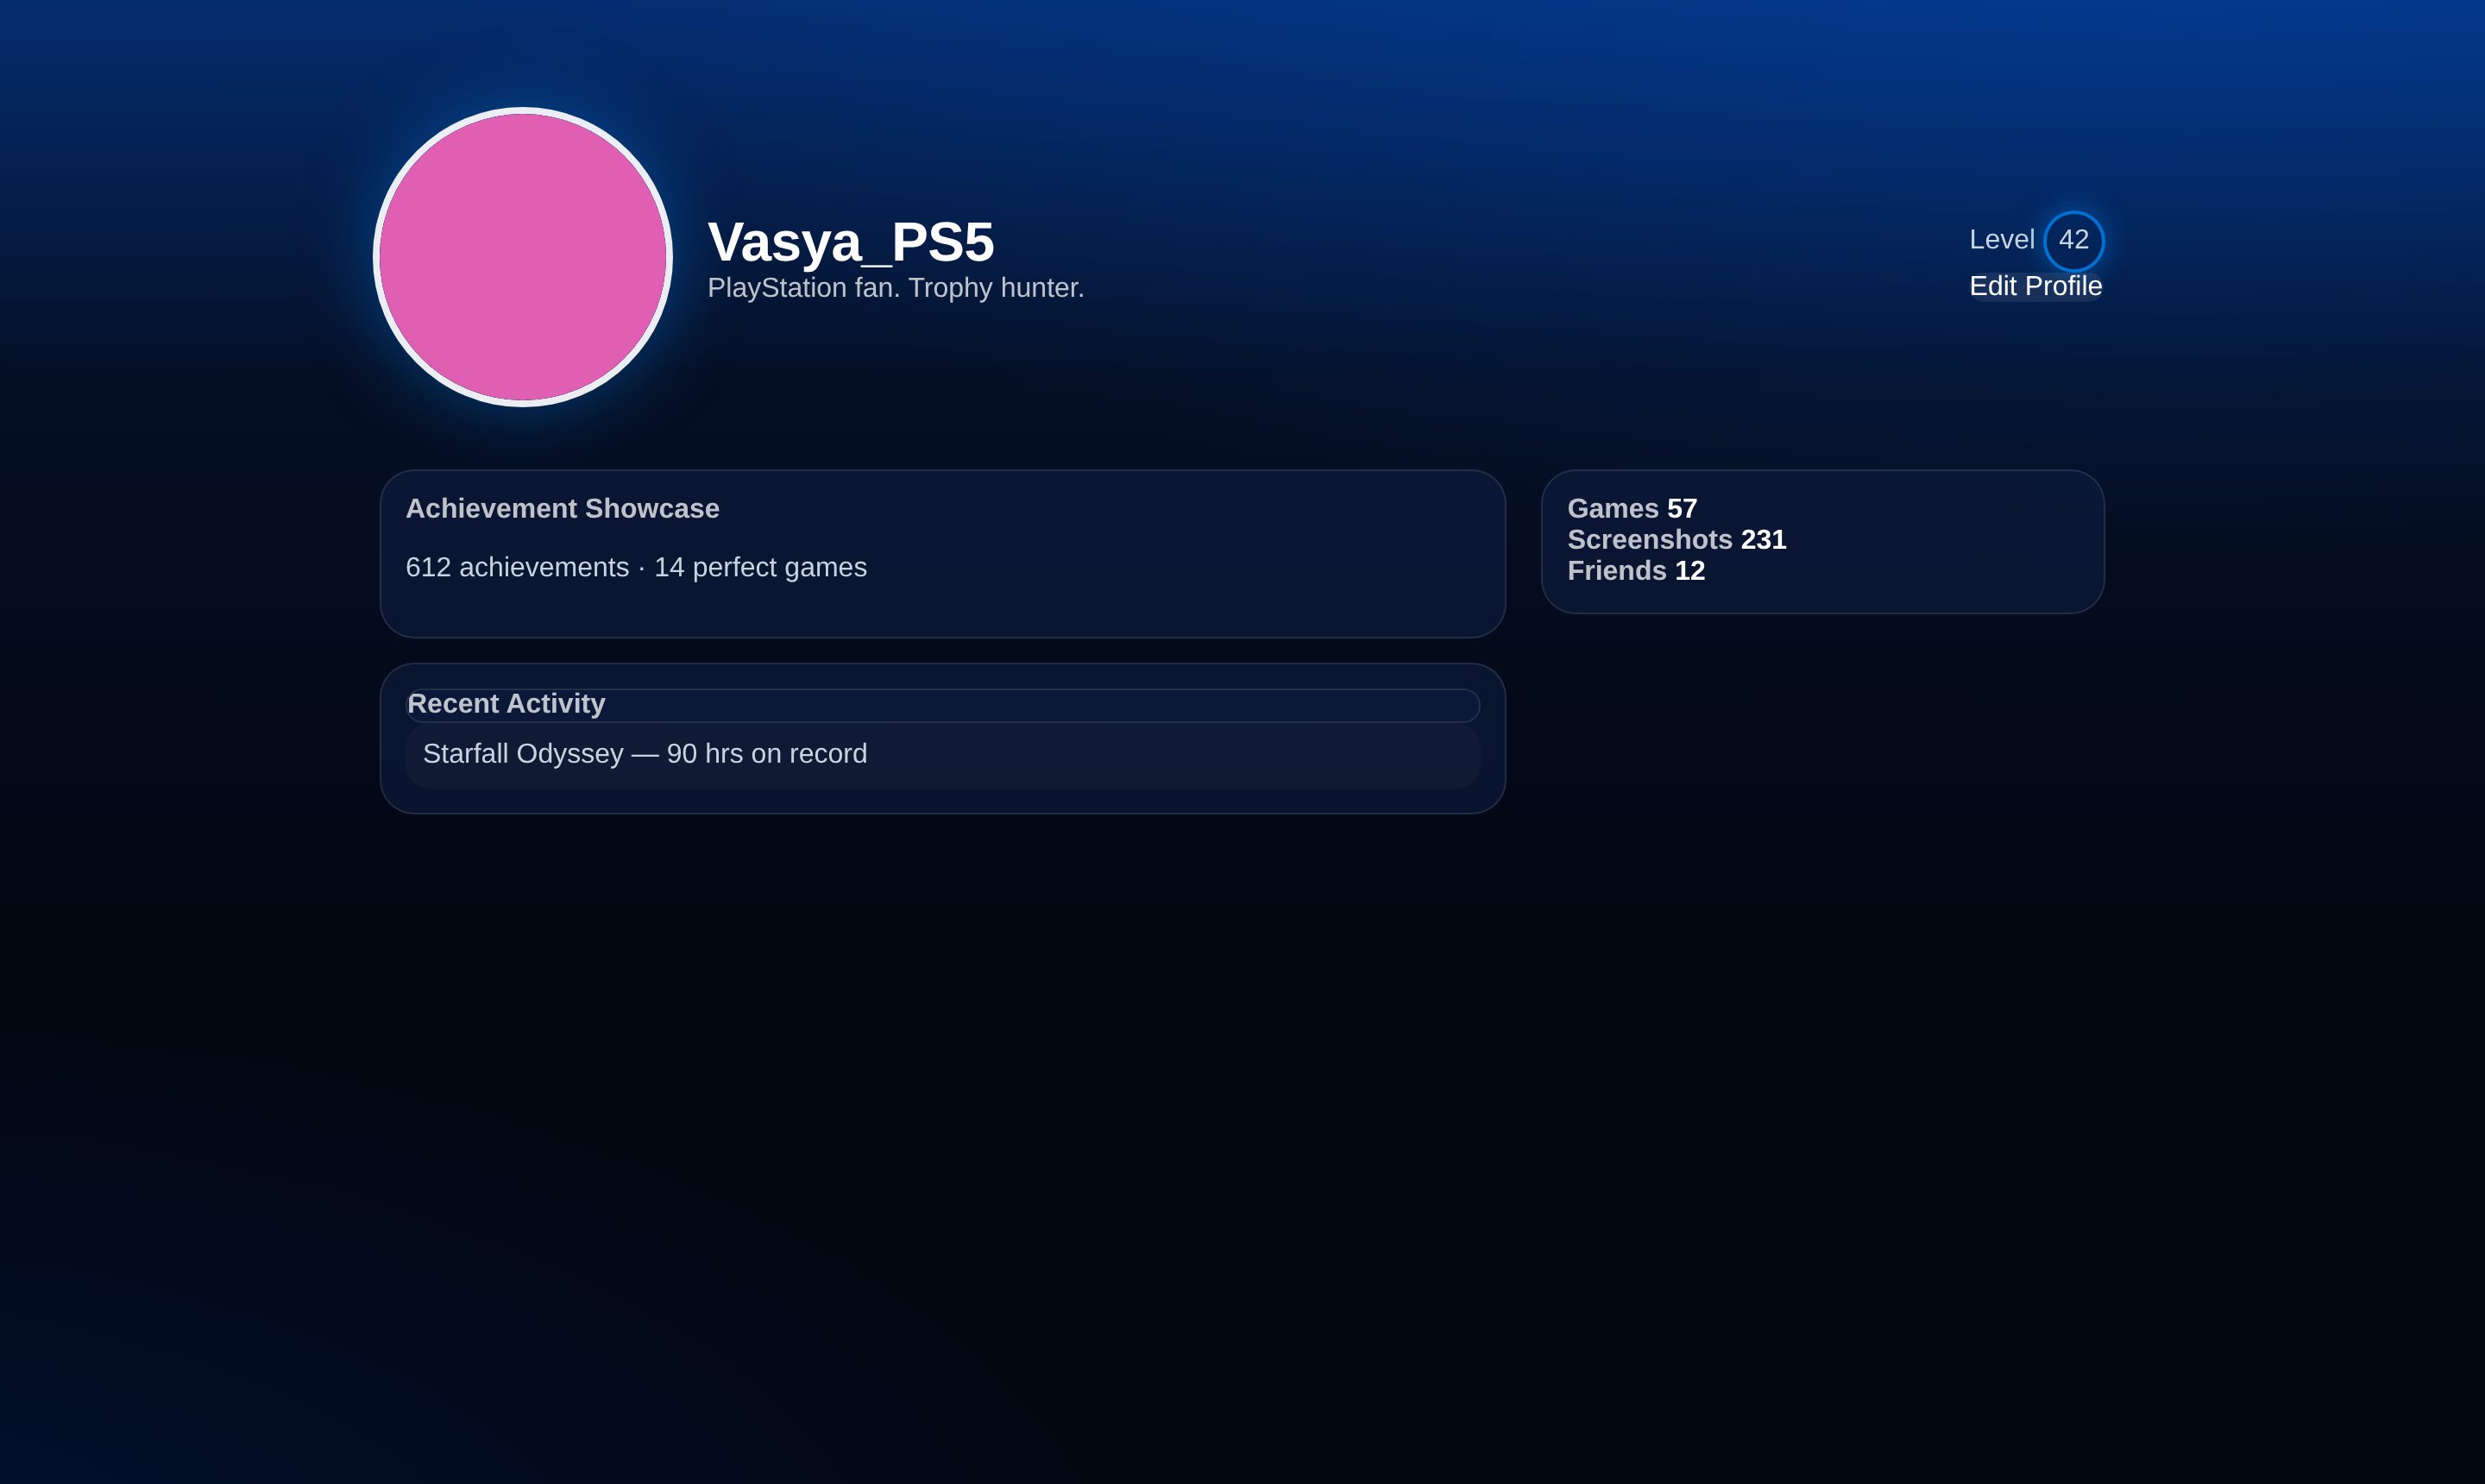 Vasya_PS5
PlayStation fan. Trophy hunter.
Level 42
Edit Profile
Achievement Showcase
612 achievements · 14 perfect games
Games 57
Screenshots 231
Friends 12
Recent Activity
Starfall Odyssey — 90 hrs on record